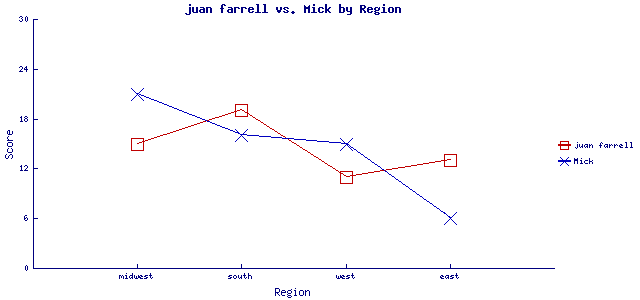 juan farrell vs. Mick by Region
30
24
18
12
6
0
Score
midwest south west east
Region
juan farrell
Mick